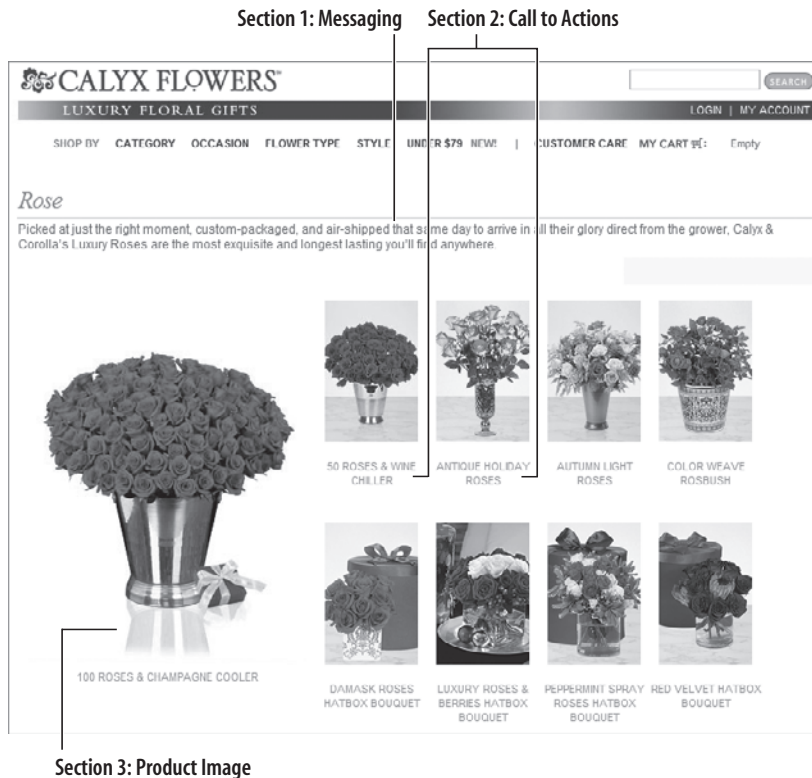 Section 1: Messaging Section 2: Call to Actions
CALYX FLOWERS
SEARCH
LUXURY FLORAL GIFTS LOGIN | MY ACCOUNT
SHOP BY CATEGORY OCCASION FLOWER TYPE STYLE UNDER $79 NEW! | CUSTOMER CARE MY CART : Empty
Rose
Picked at just the right moment, custom-packaged, and air-shipped that same day to arrive in all their glory direct from the grower, Calyx &
Corolla's Luxury Roses are the most exquisite and longest lasting you'll find anywhere.
50 ROSES & WINE
CHILLER
ANTIQUE HOLIDAY
ROSES
AUTUMN LIGHT
ROSES
COLOR WEAVE
ROSBUSH
100 ROSES & CHAMPAGNE COOLER
DAMASK ROSES
HATBOX BOUQUET
LUXURY ROSES &
BERRIES HATBOX
BOUQUET
PEPPERMINT SPRAY
ROSES HATBOX
BOUQUET
RED VELVET HATBOX
BOUQUET
Section 3: Product Image